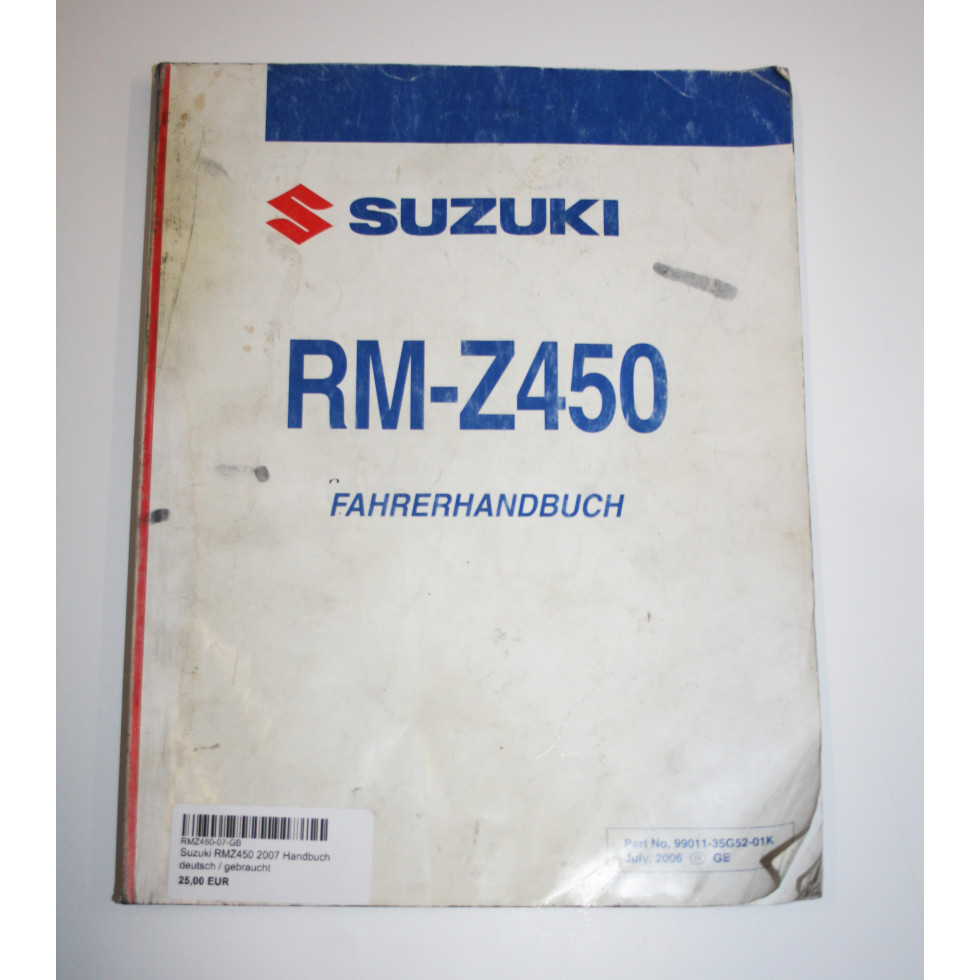 SUZUKI
RM-Z450
FAHRERHANDBUCH
RMZ450-07-GB
Suzuki RMZ450 2007 Handbuch
deutsch / gebraucht
25,00 EUR
Part No. 99011-35G52-01K
July, 2006 GE